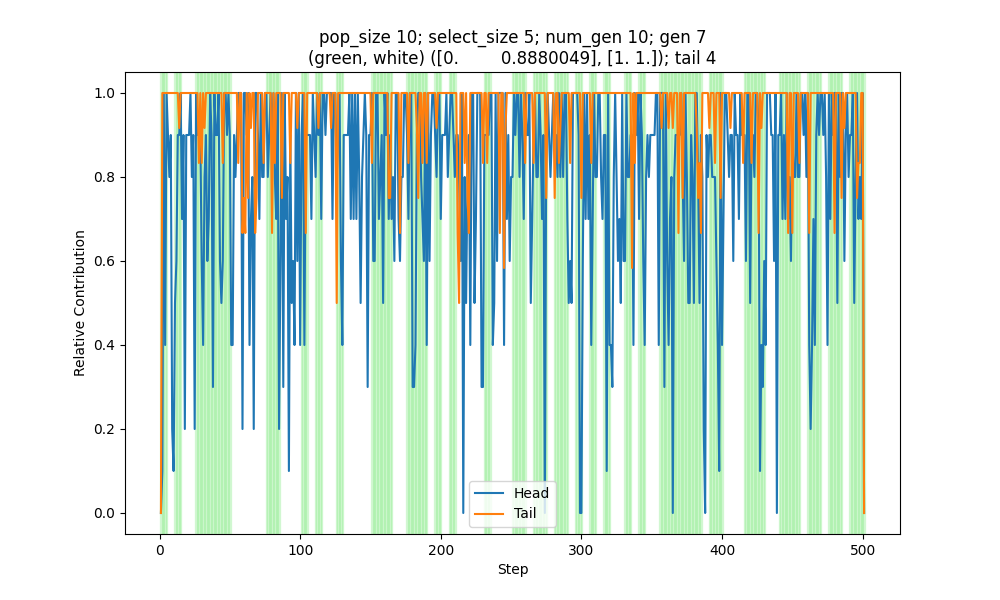 pop_size 10; select_size 5; num_gen 10; gen 7
(green, white) ([0.        0.8880049], [1. 1.]); tail 4
1.0
0.8
0.6
0.4
0.2
0.0
Relative Contribution
Head
Tail
0
100
200
300
400
500
Step